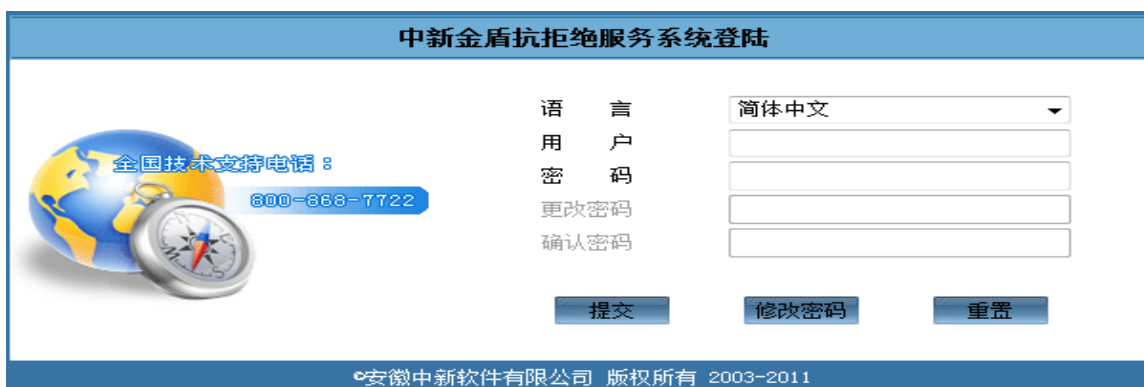 中新金盾抗拒绝服务系统登陆
语 言 简体中文
用 户
密 码
更改密码
确认密码
全国技术支持电话：
800-868-7722
提交 修改密码 重置
©安徽中新软件有限公司 版权所有 2003-2011